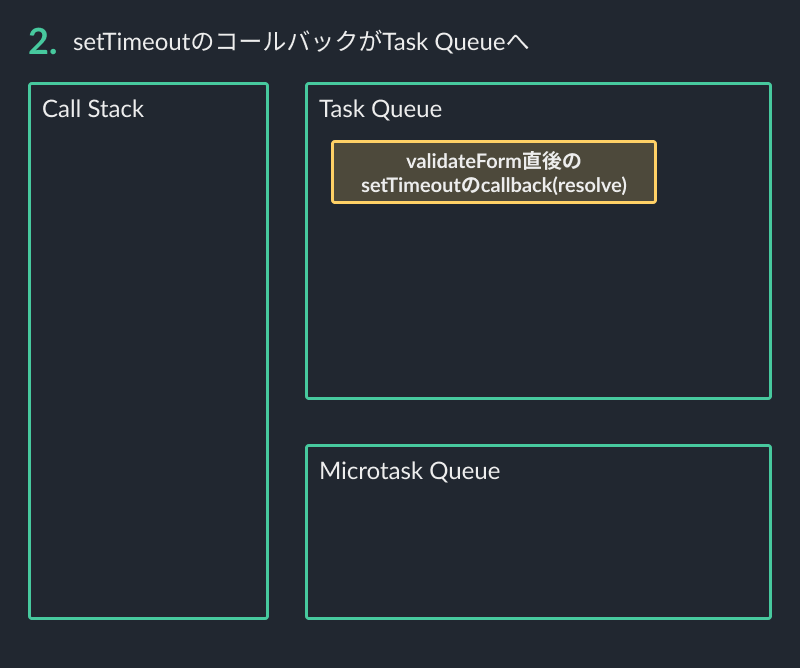 2. setTimeoutのコールバックがTask Queueへ
Call Stack
Task Queue
validateForm直後の
setTimeoutのcallback(resolve)
Microtask Queue